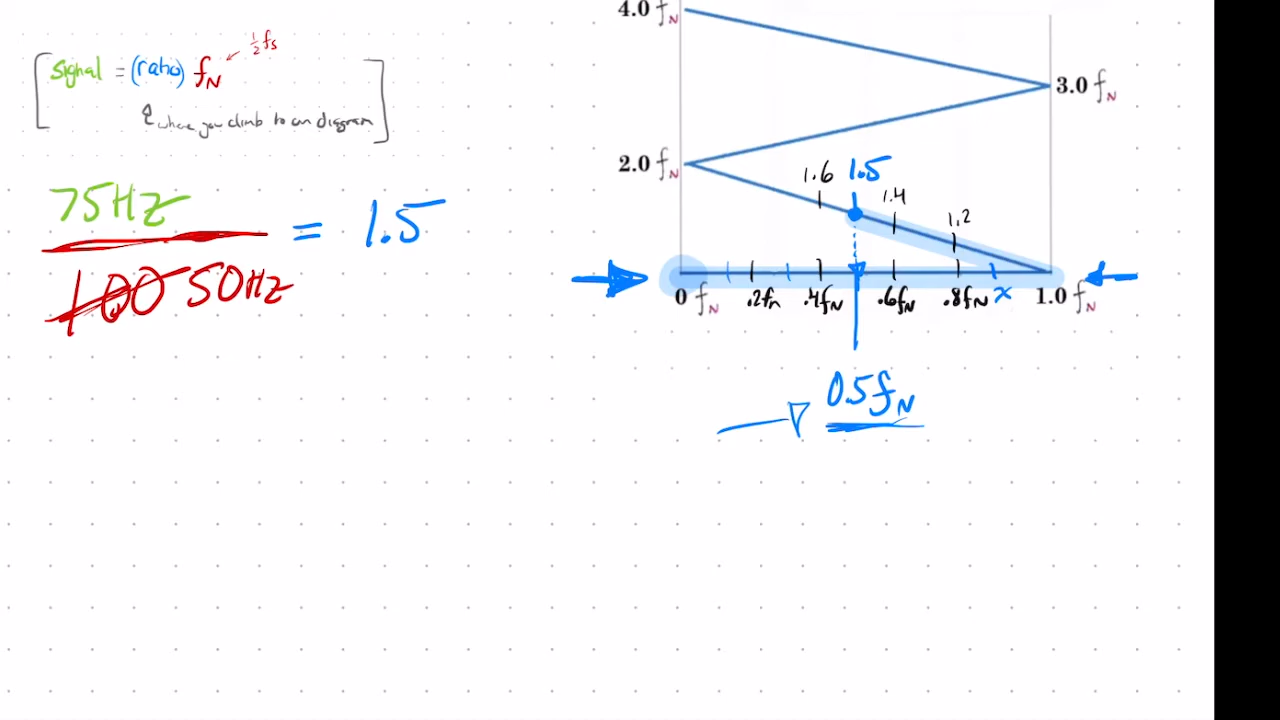 ½fs
[signal = (ratio) fN
where you climb to on diagram]
75Hz
100 50Hz
= 1.5
4.0 fN
3.0 fN
2.0 fN
1.6 1.5 1.4 1.2
0 fN .2fn .4fN .6fN .8fN x 1.0 fN
0.5fN